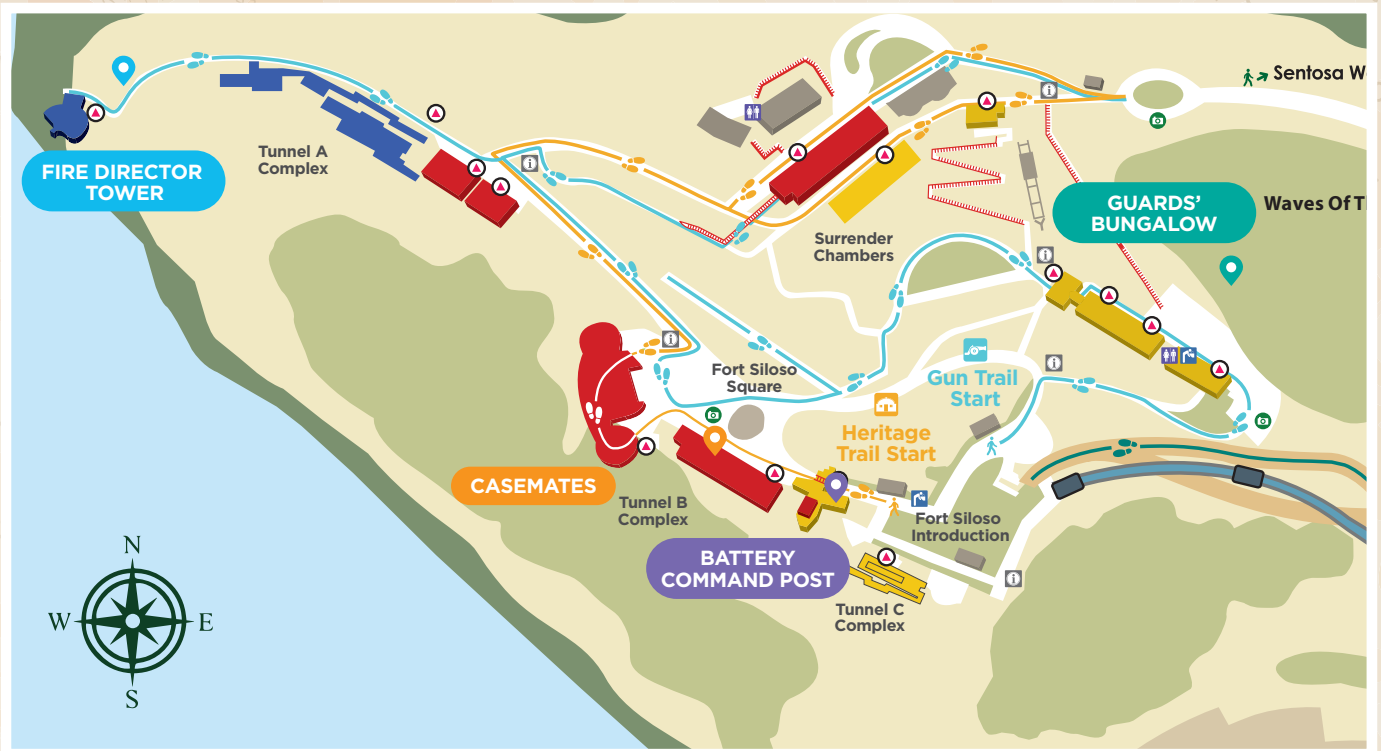 Sentosa W
FIRE DIRECTOR
TOWER
Tunnel A
Complex
GUARDS’
BUNGALOW
Waves Of T
Surrender
Chambers
Fort Siloso
Square
Gun Trail
Start
Heritage
Trail Start
CASEMATES
Tunnel B
Complex
Fort Siloso
Introduction
BATTERY
COMMAND POST
Tunnel C
Complex
N
W
E
S
i
i
i
i
i
i